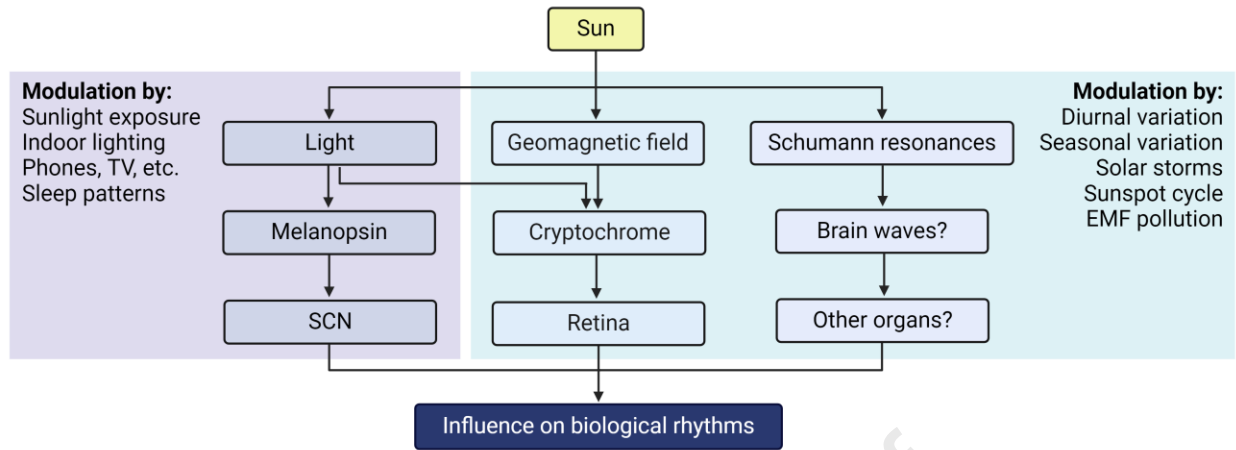 Sun
Modulation by:
Sunlight exposure
Indoor lighting
Phones, TV, etc.
Sleep patterns
Modulation by:
Diurnal variation
Seasonal variation
Solar storms
Sunspot cycle
EMF pollution
Light
Geomagnetic field
Schumann resonances
Melanopsin
Cryptochrome
Brain waves?
SCN
Retina
Other organs?
Influence on biological rhythms